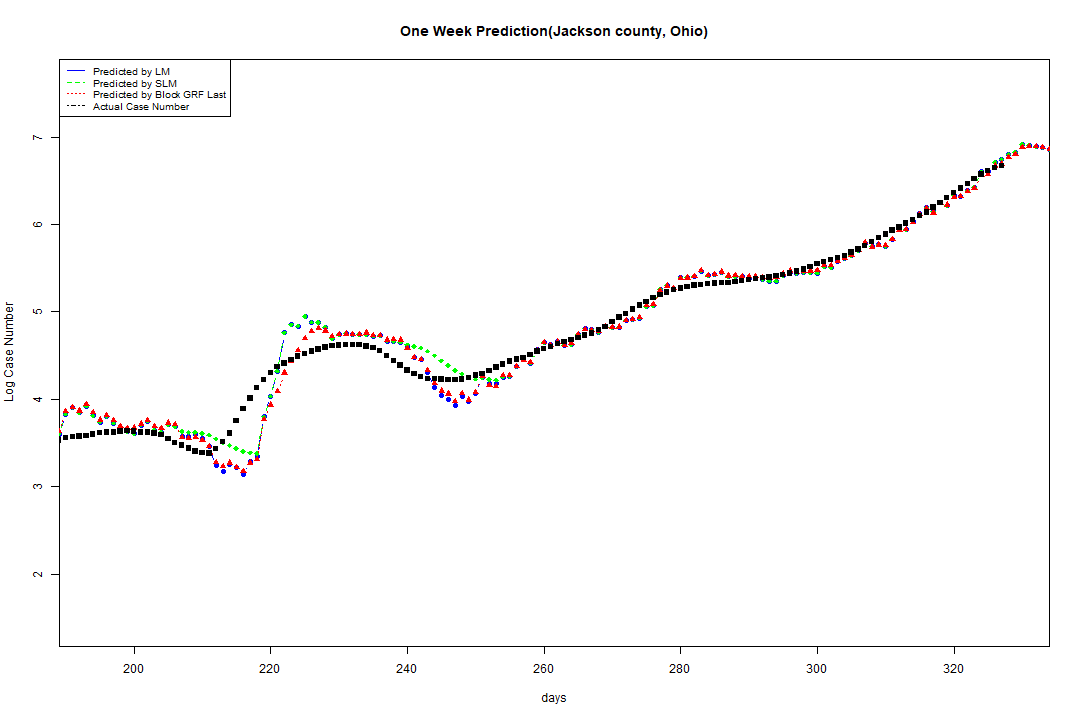 One Week Prediction(Jackson county, Ohio)
Predicted by LM
Predicted by SLM
Predicted by Block GRF Last
Actual Case Number
7
6
5
4
3
2
Log Case Number
200 220 240 260 280 300 320
days